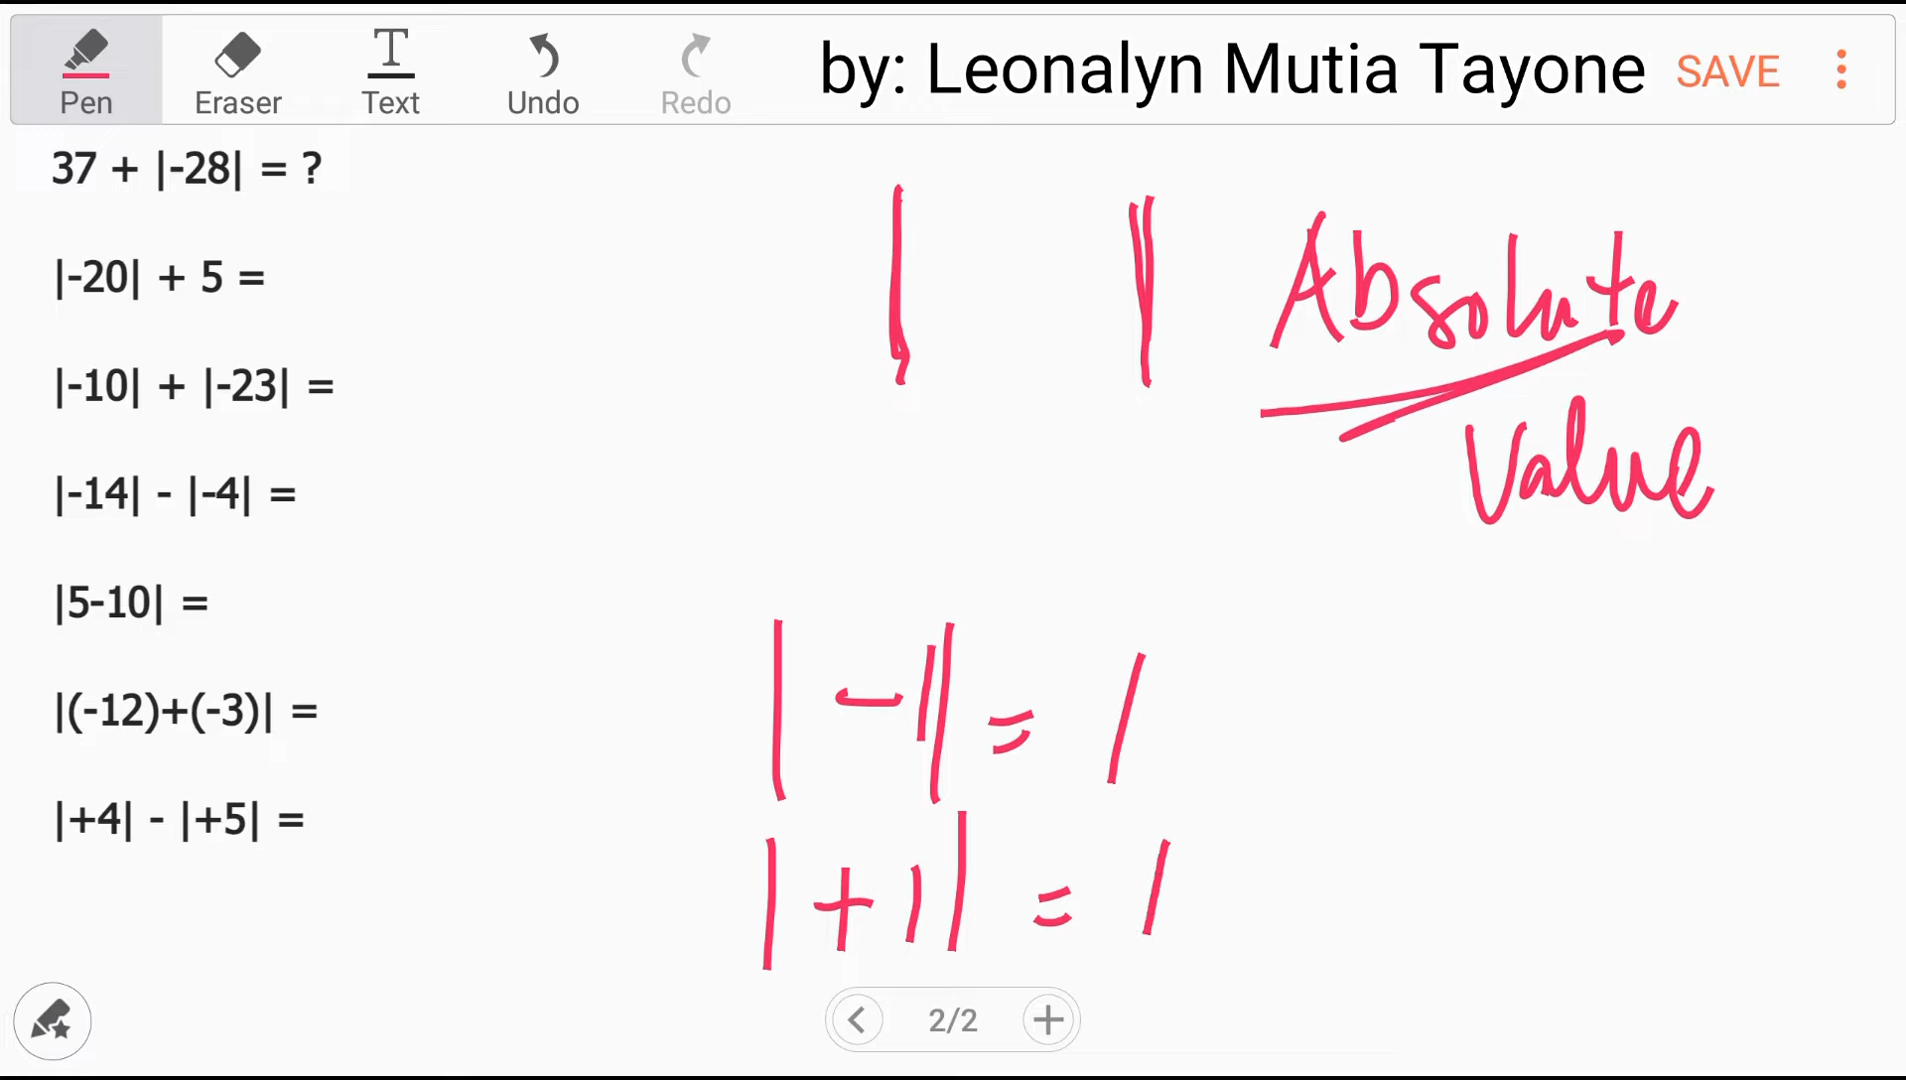 Pen Eraser Text Undo Redo by: Leonalyn Mutia Tayone SAVE
37 + |-28| = ?
|-20| + 5 =
|-10| + |-23| =
|-14| - |-4| =
|5-10| =
|(-12)+(-3)| =
|+4| - |+5| =
| | Absolute
Value
|-1| = 1
|+1| = 1
2/2